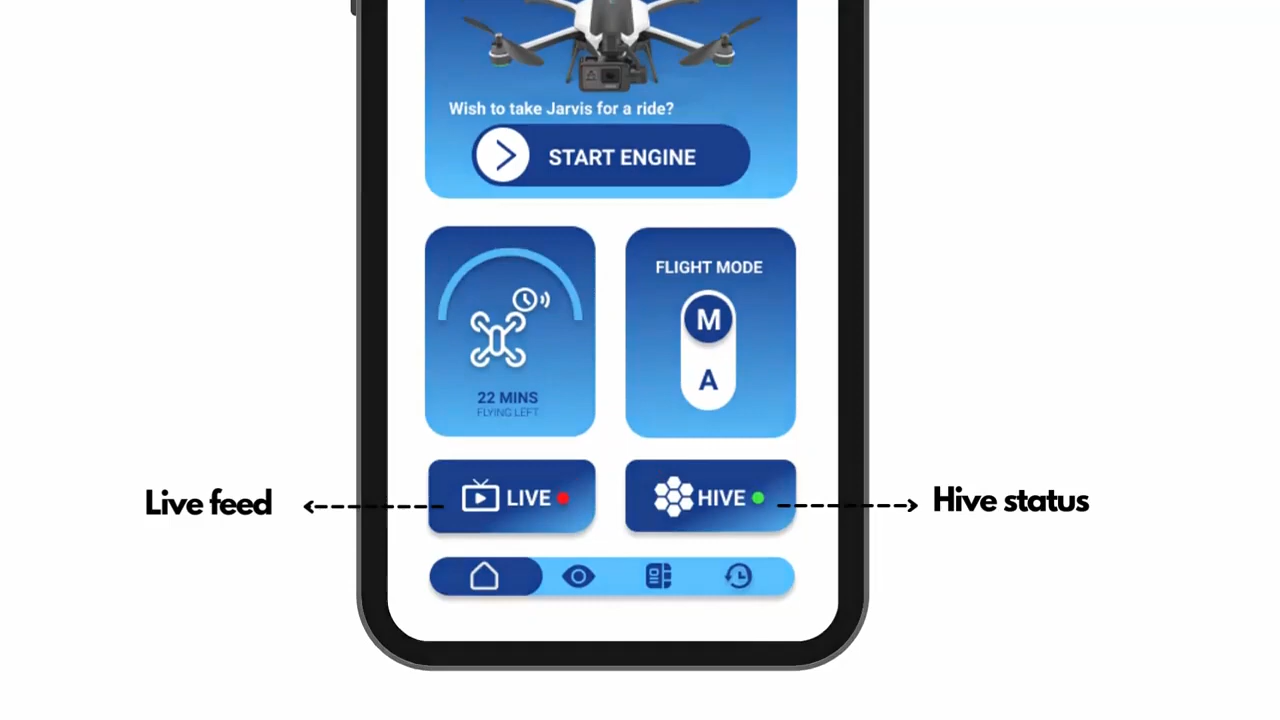 Wish to take Jarvis for a ride?
START ENGINE
FLIGHT MODE
M
A
22 MINS
FLYING LEFT
Live feed
LIVE
HIVE
Hive status